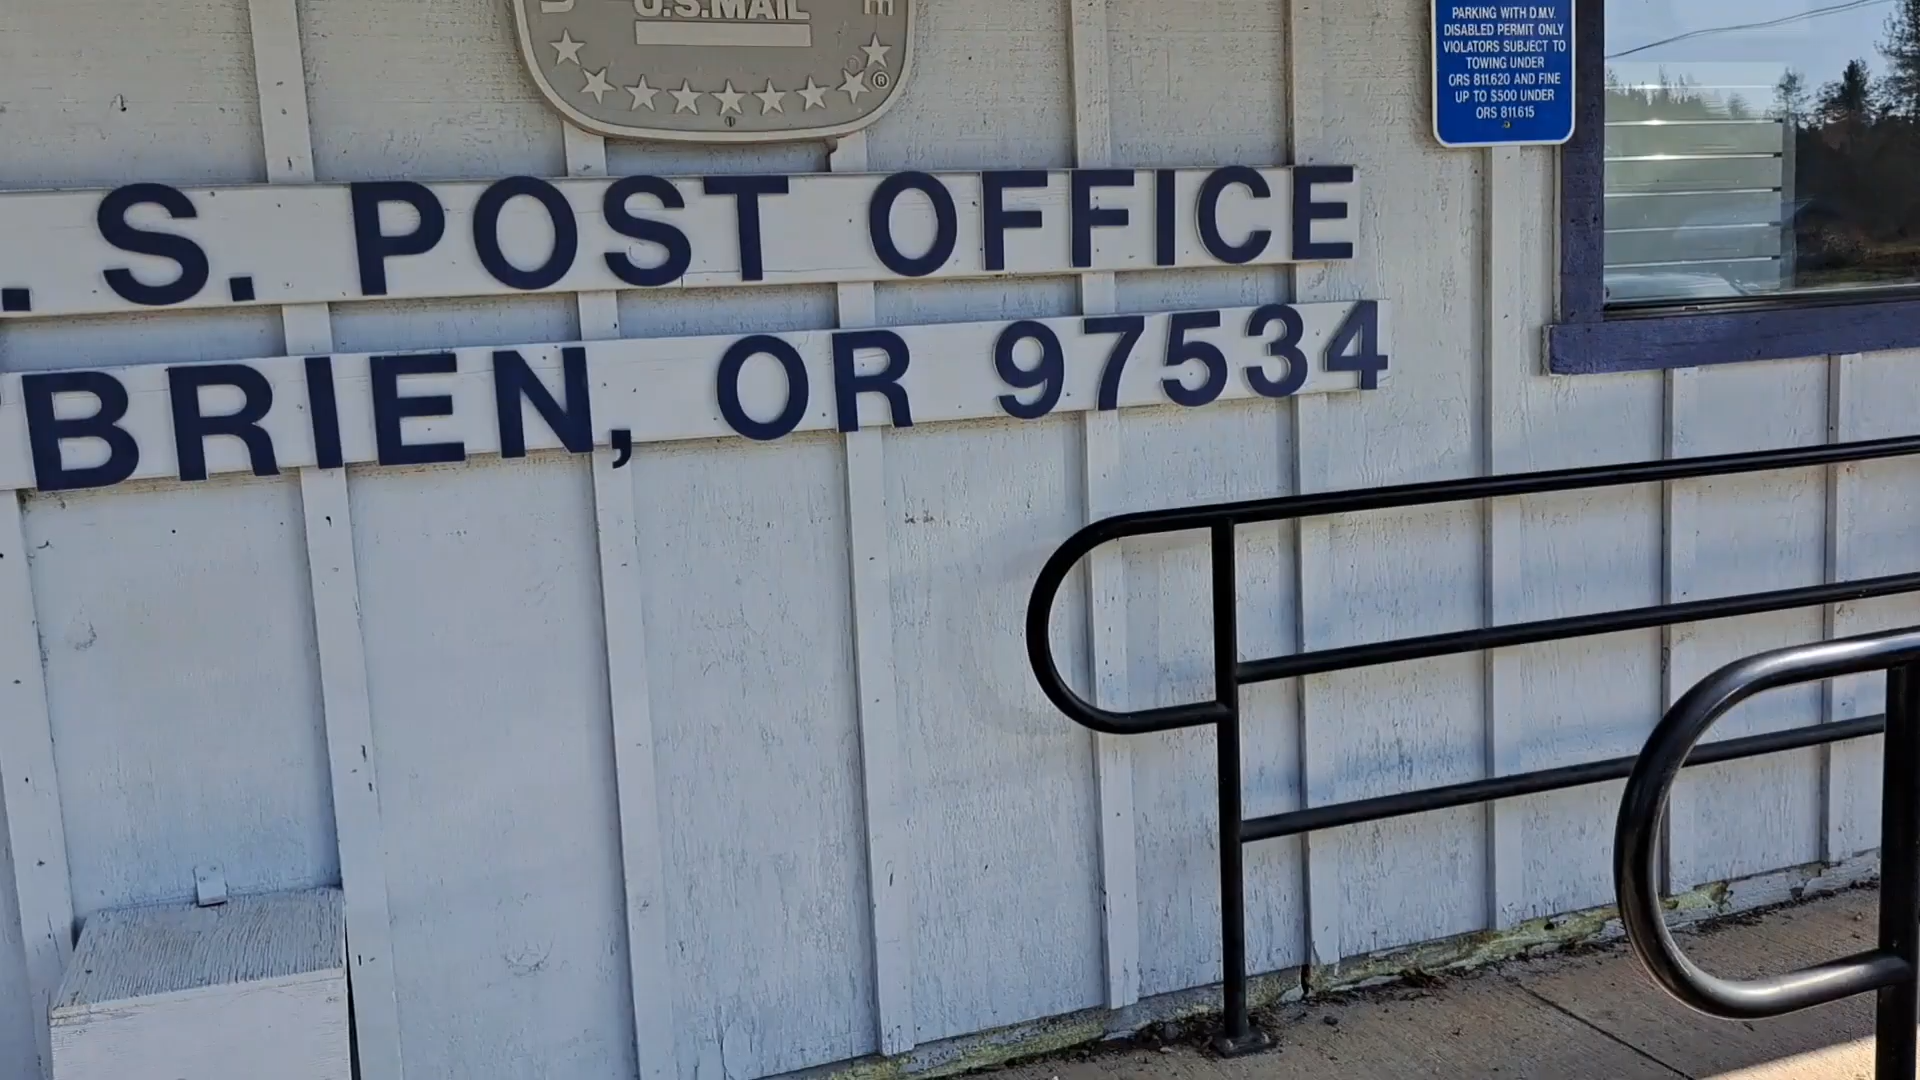 U.S.MAIL
®
. S. POST OFFICE
BRIEN, OR 97534
PARKING WITH D.M.V.
DISABLED PERMIT ONLY
VIOLATORS SUBJECT TO
TOWING UNDER
ORS 811.620 AND FINE
UP TO $500 UNDER
ORS 811.615